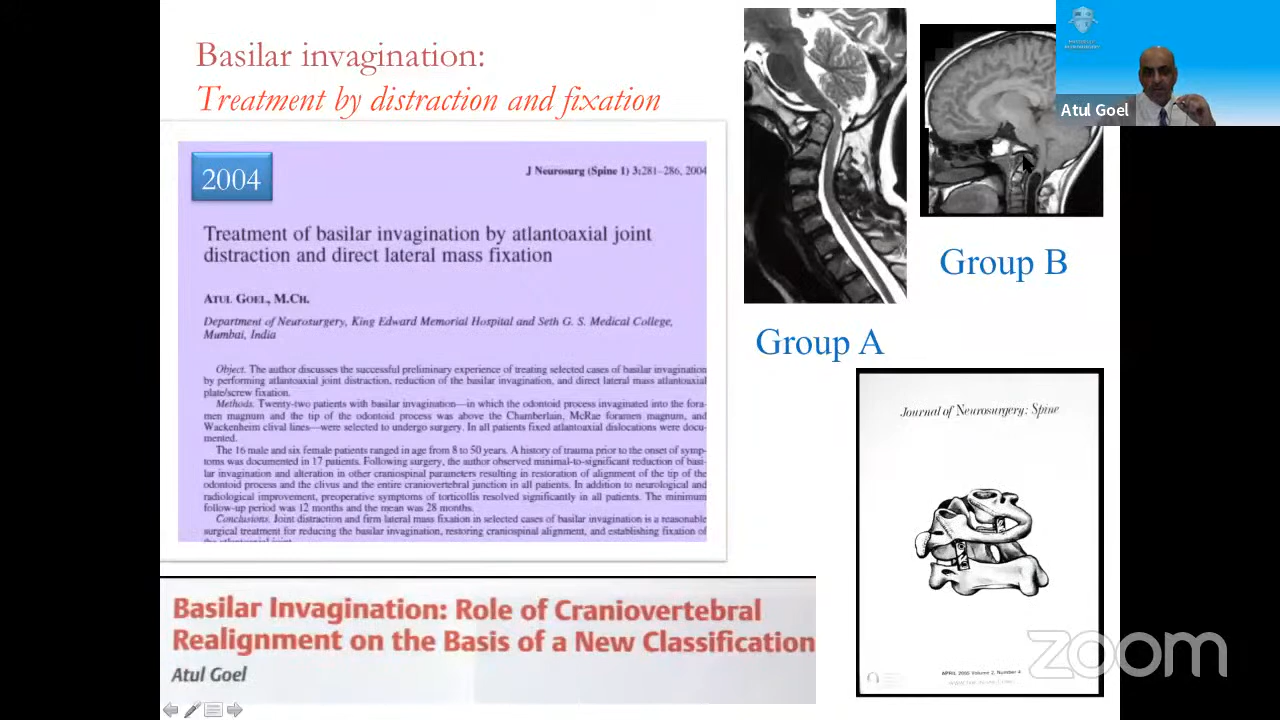 Basilar invagination:
Treatment by distraction and fixation
2004
J Neurosurg (Spine 1) 3:281–286, 2004
Treatment of basilar invagination by atlantoaxial joint
distraction and direct lateral mass fixation
ATUL GOEL, M.CH.
Department of Neurosurgery, King Edward Memorial Hospital and Seth G. S. Medical College,
Mumbai, India
Object. The author discusses the successful preliminary experience of treating selected cases of basilar invagination
by performing atlantoaxial joint distraction, reduction of the basilar invagination, and direct lateral mass atlantoaxial
plate/screw fixation.
Methods. Twenty-two patients with basilar invagination—in which the odontoid process invaginated into the fora-
men magnum and the tip of the odontoid process was above the Chamberlain, McRae foramen magnum, and
Wackenheim clival lines—were selected to undergo surgery. In all patients fixed atlantoaxial dislocations were docu-
mented.
The 16 male and six female patients ranged in age from 8 to 50 years. A history of trauma prior to the onset of symp-
toms was documented in 17 patients. Following surgery, the author observed minimal-to-significant reduction of basi-
lar invagination and alteration in other craniospinal parameters resulting in restoration of alignment of the tip of the
odontoid process and the clivus and the entire craniovertebral junction in all patients. In addition to neurological and
radiological improvement, preoperative symptoms of torticollis resolved significantly in all patients. The minimum
follow-up period was 12 months and the mean was 28 months.
Conclusions. Joint distraction and firm lateral mass fixation in selected cases of basilar invagination is a reasonable
surgical treatment for reducing the basilar invagination, restoring craniospinal alignment, and establishing fixation of
the atlantoaxial joint.
Basilar Invagination: Role of Craniovertebral
Realignment on the Basis of a New Classification
Atul Goel
Group A
Group B
Atul Goel
Journal of Neurosurgery: Spine
APRIL 2005 Volume 2, Number 4
zoom